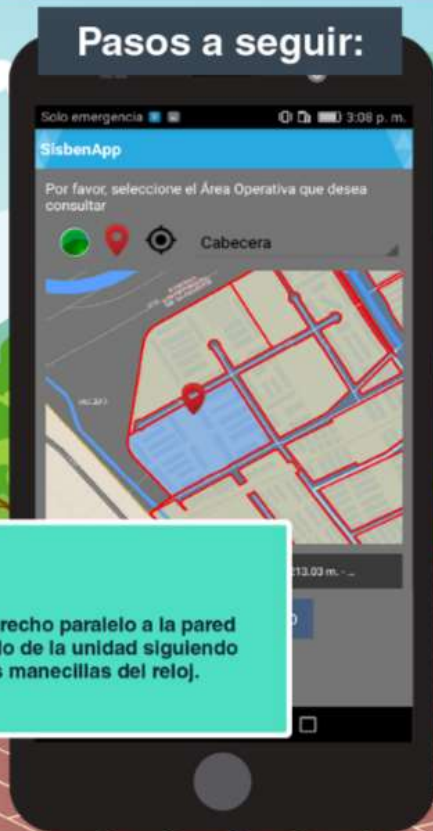 Pasos a seguir:
Solo emergencia
3:08 p. m.
SisbenApp
Por favor, seleccione el Área Operativa que desea
consultar
Cabecera
213.03 m. - ..
recho paralelo a la pared
lo de la unidad siguiendo
s manecillas del reloj.